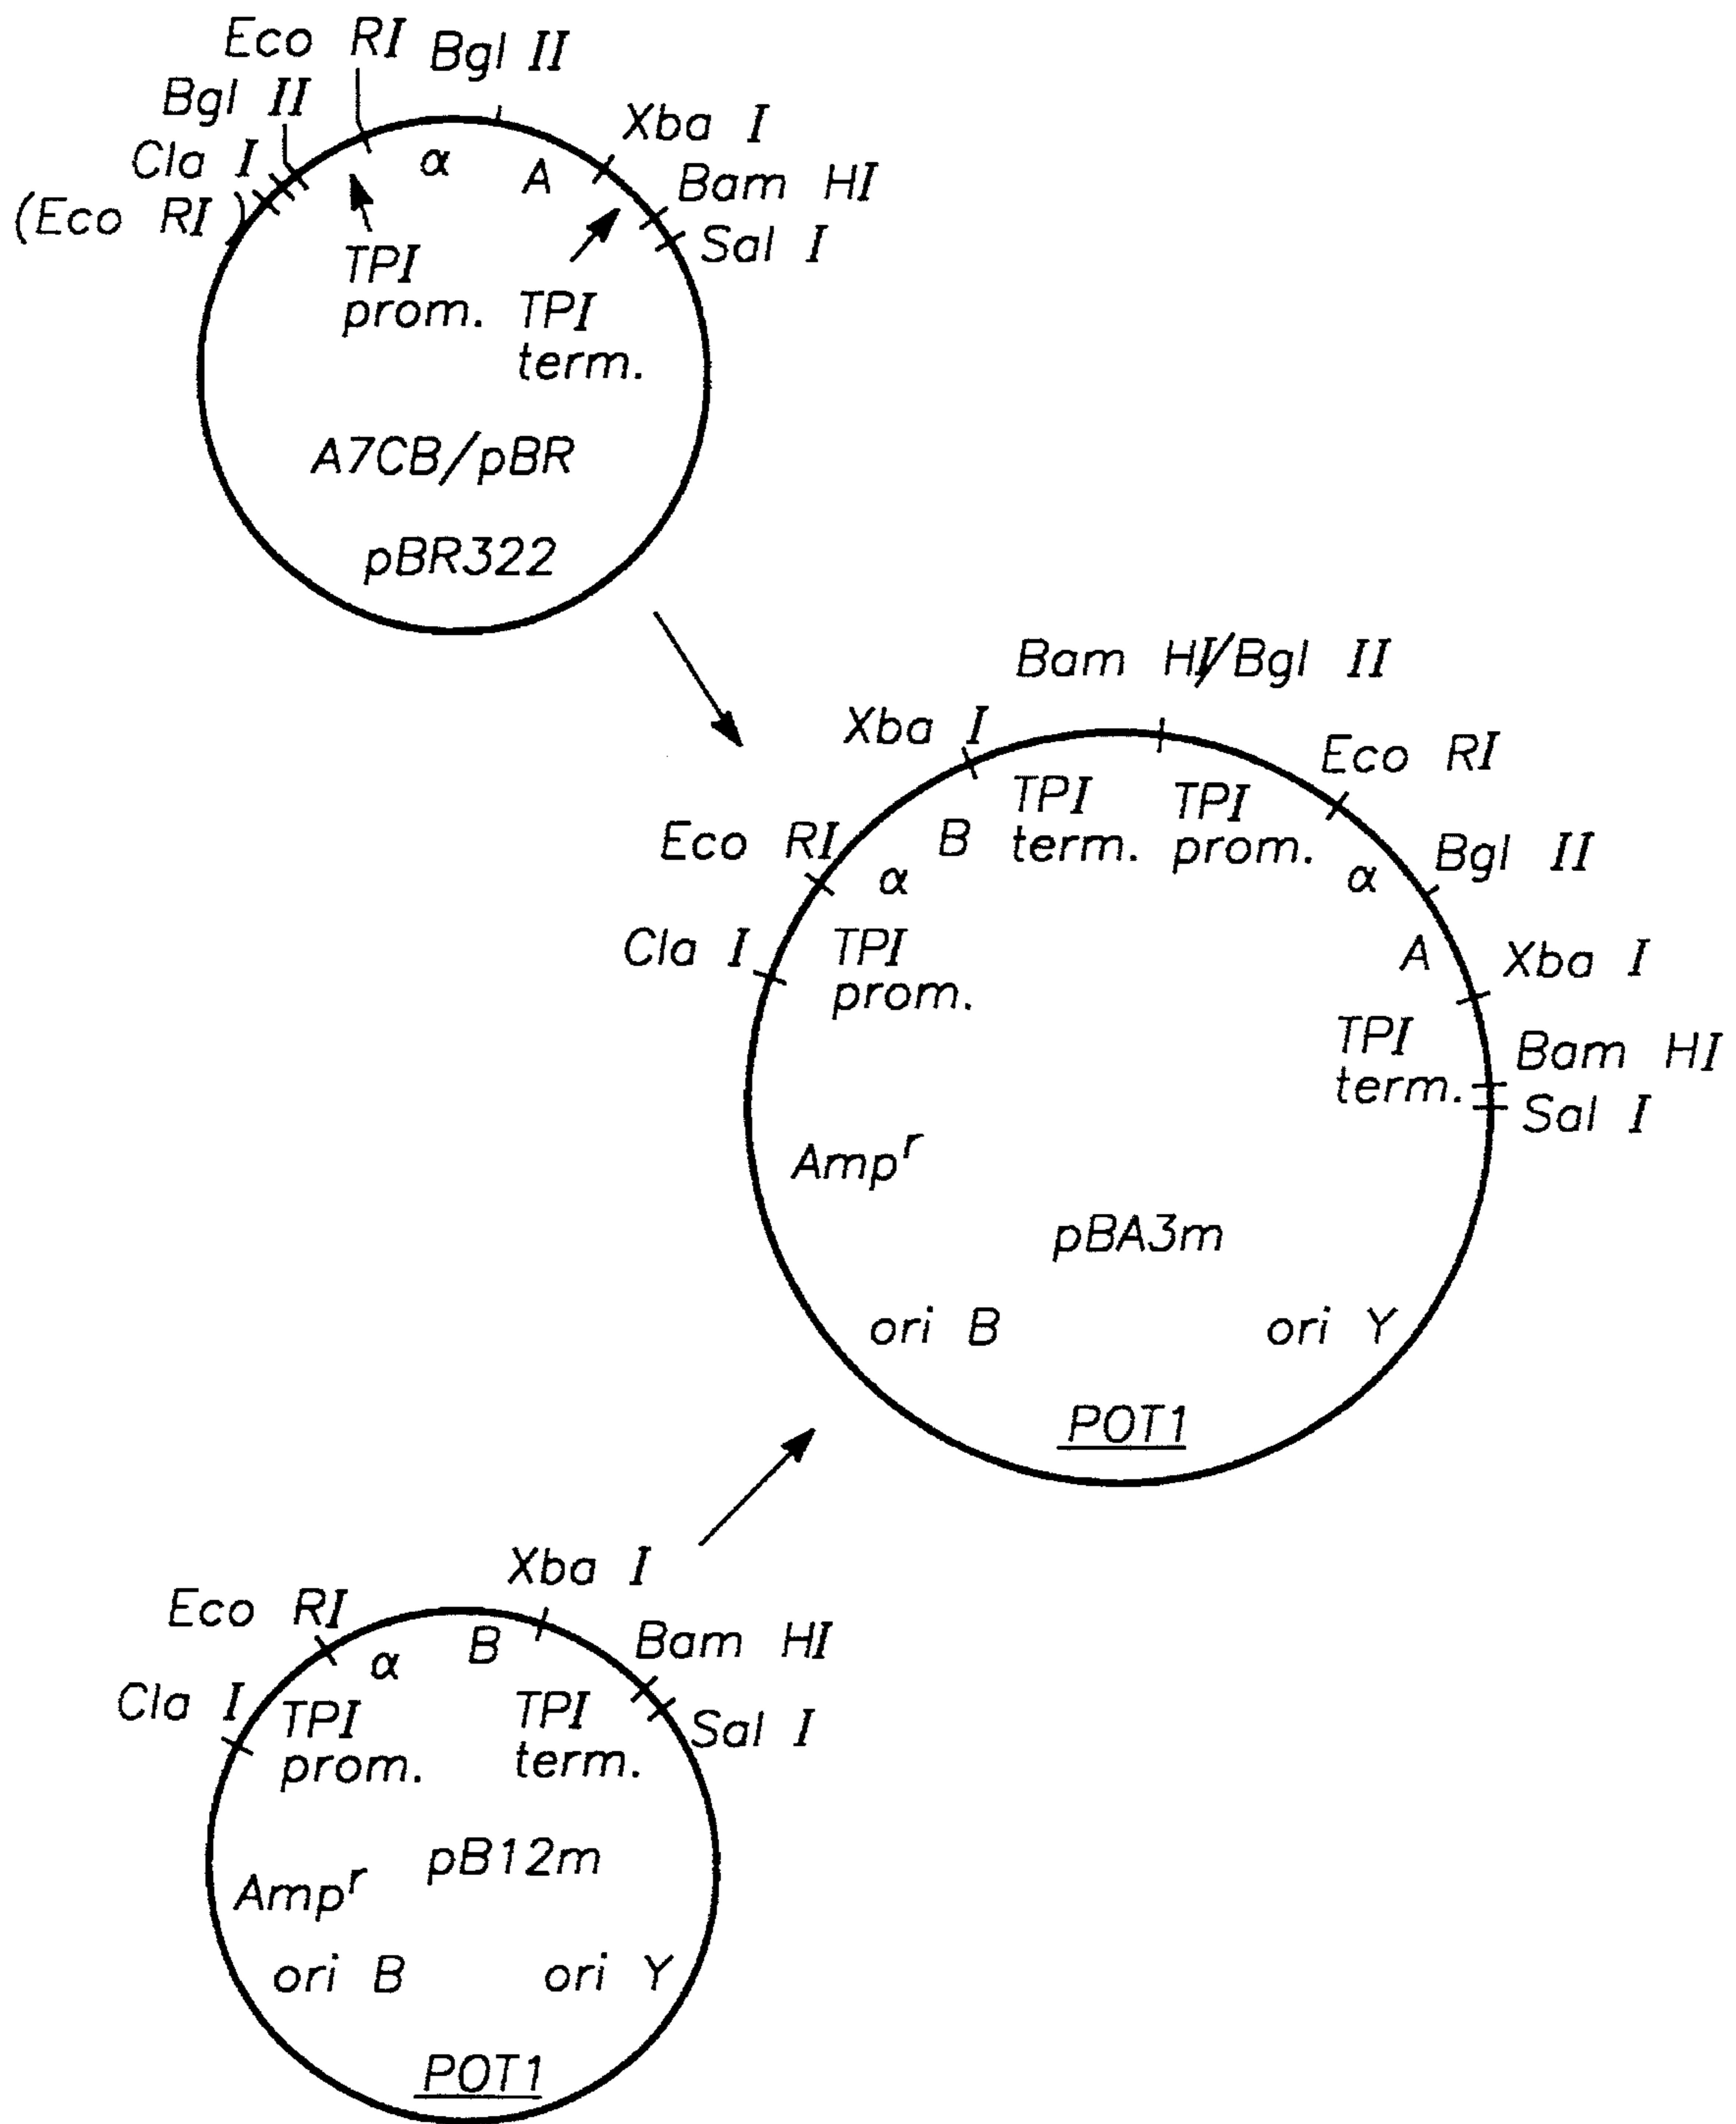 Eco RI
Bgl II
Bgl II
Cla I
(Eco RI)
Xba I
Bam HI
Sal I
α
A
TPI
prom.
TPI
term.
A7CB/pBR
pBR322
Bam HI/Bgl II
Xba I
Eco RI
Eco RI
Bgl II
Cla I
α
B
TPI
term.
TPI
prom.
α
A
Xba I
TPI
prom.
TPI
term.
Bam HI
Sal I
Ampr
pBA3m
ori B
ori Y
POT1
Xba I
Eco RI
Bam HI
Cla I
Sal I
α
B
TPI
prom.
TPI
term.
pB12m
Ampr
ori B
ori Y
POT1